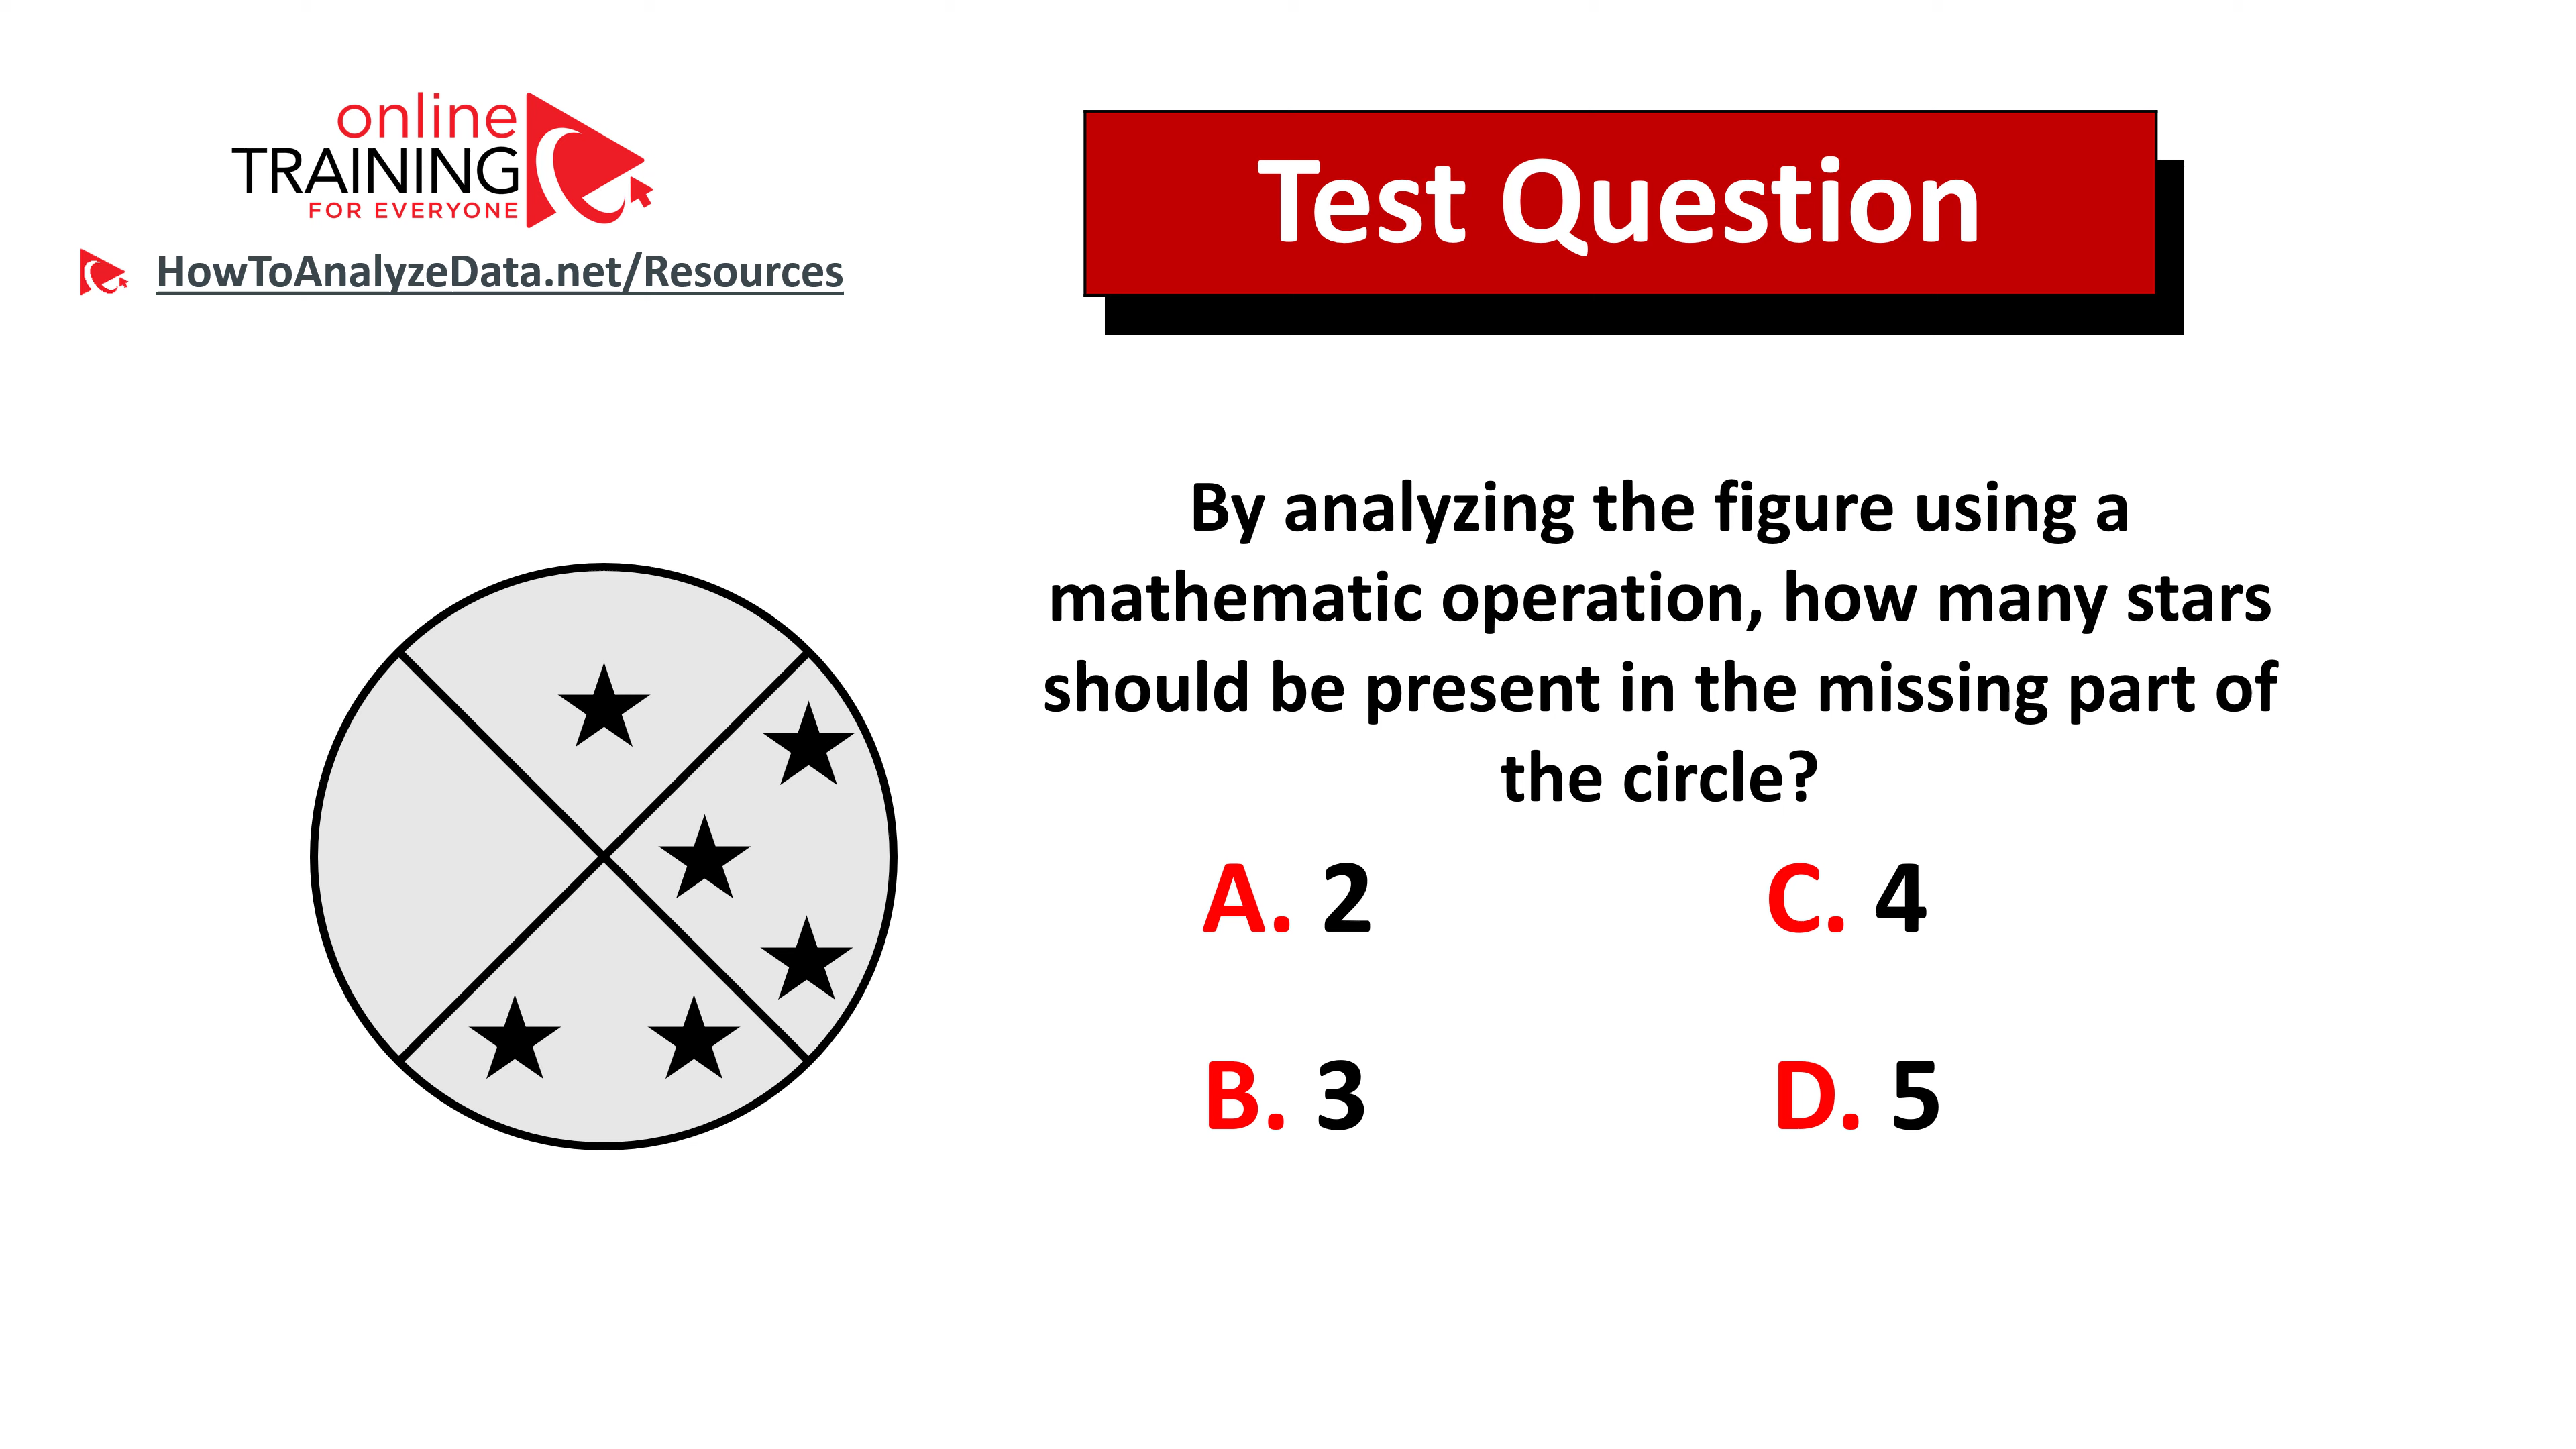 online
TRAINING
FOR EVERYONE
HowToAnalyzeData.net/Resources
Test Question
By analyzing the figure using a
mathematic operation, how many stars
should be present in the missing part of
the circle?
A. 2
C. 4
B. 3
D. 5